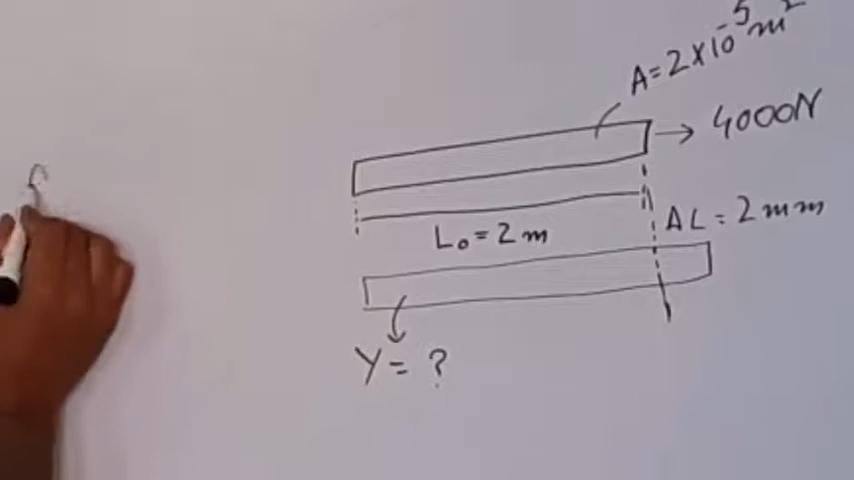 A=2×10⁻⁵m²
4000N
L₀=2m
ΔL=2mm
Y=?